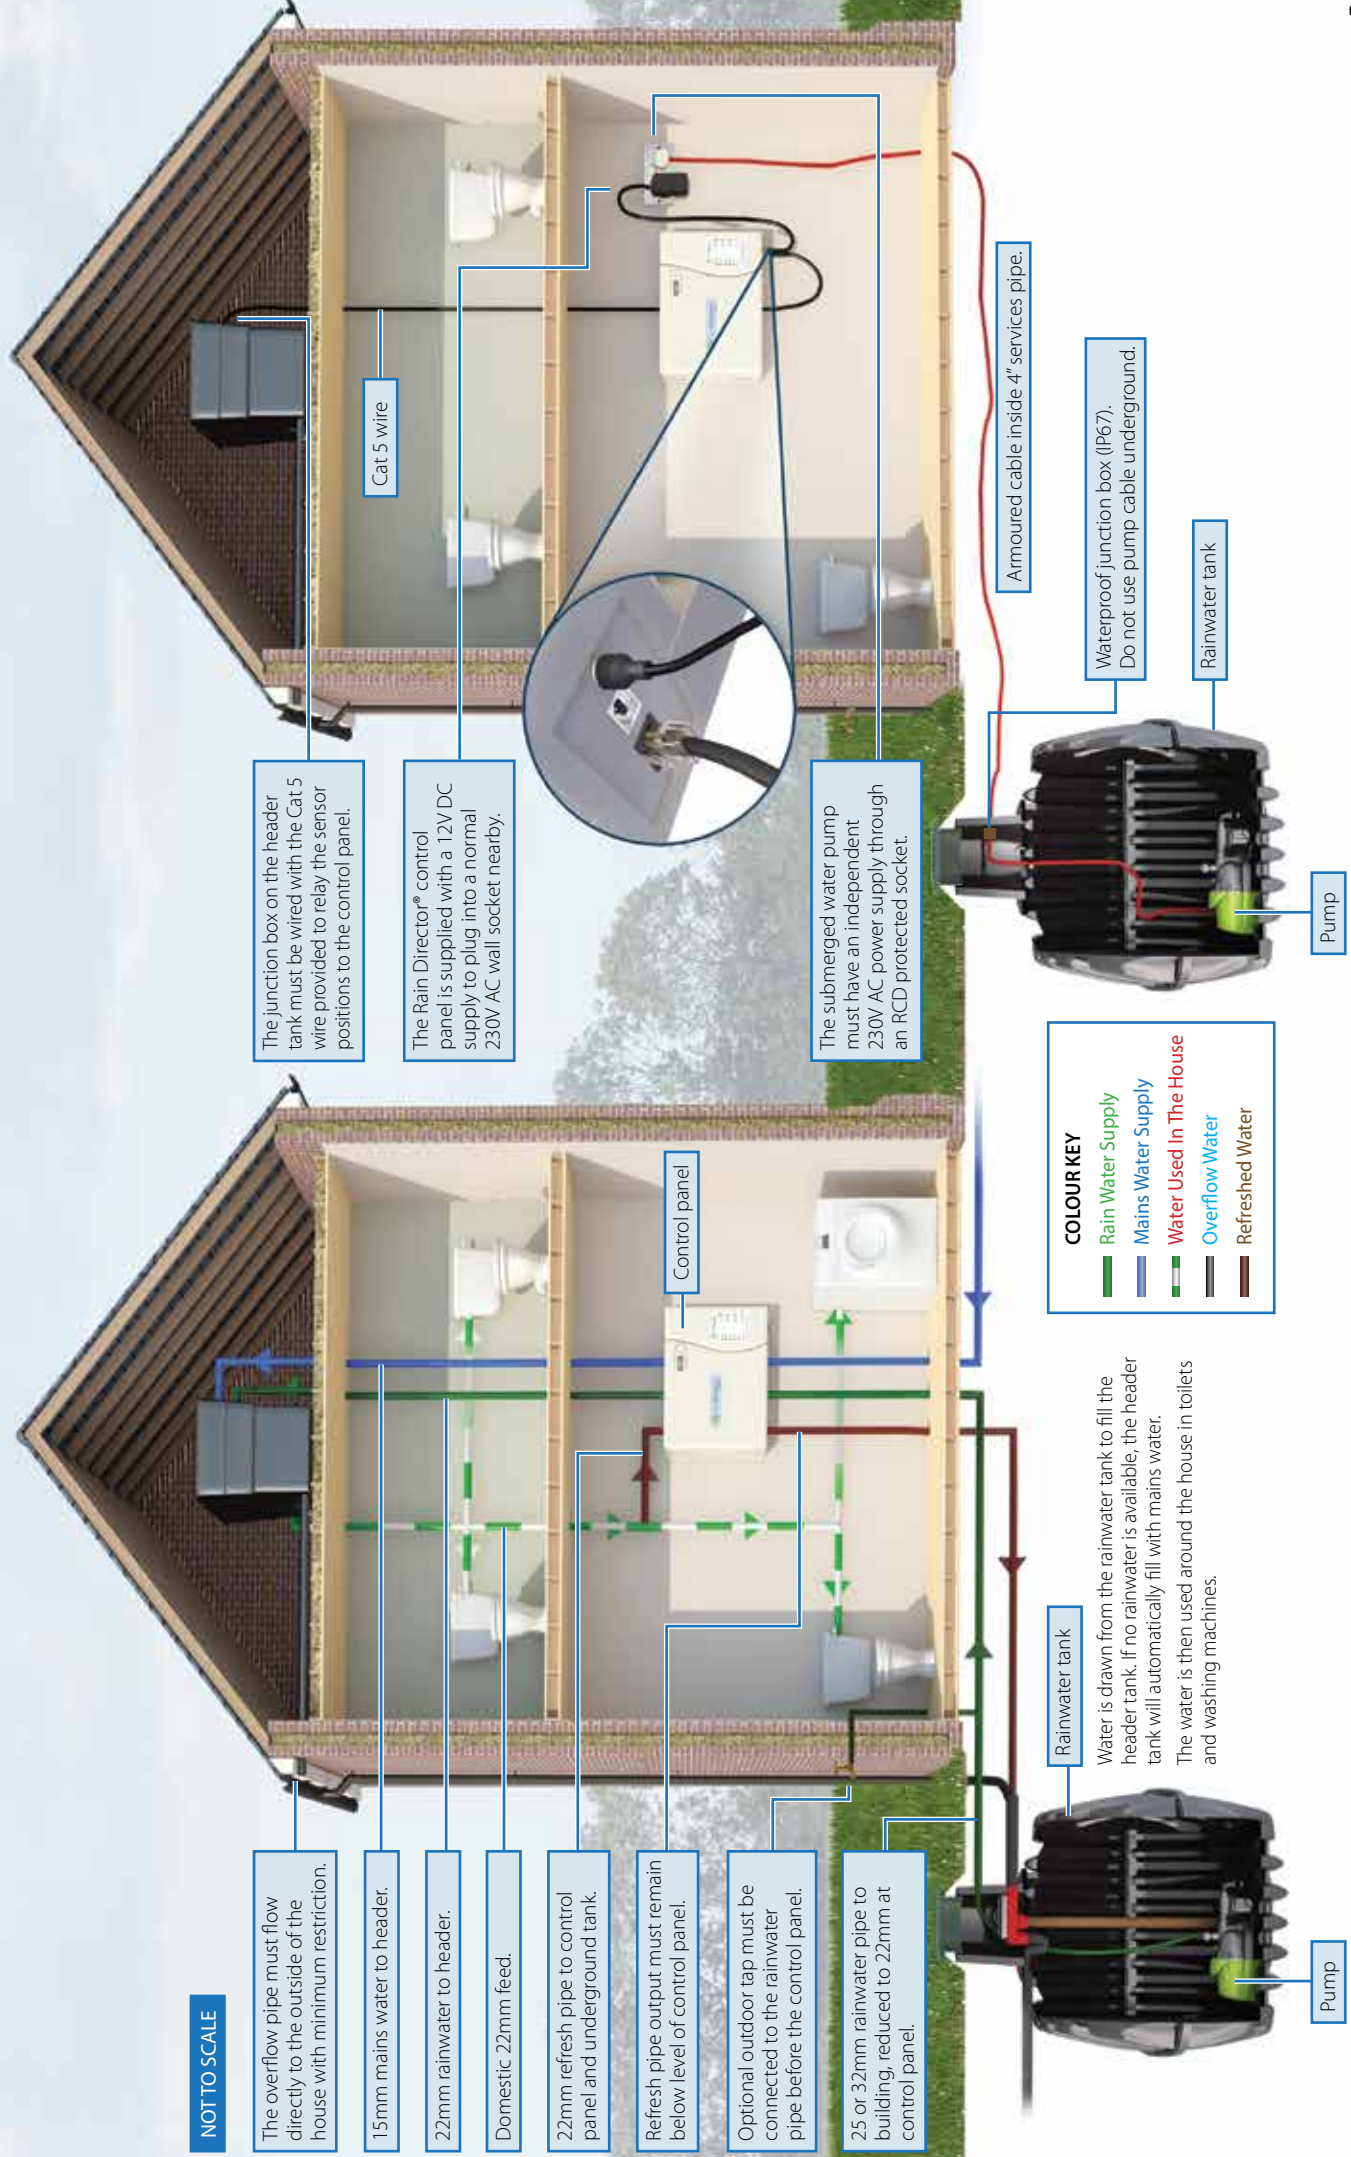 NOT TO SCALE
The overflow pipe must flow
directly to the outside of the
house with minimum restriction.
15mm mains water to header.
22mm rainwater to header.
Domestic 22mm feed.
22mm refresh pipe to control
panel and underground tank.
Refresh pipe output must remain
below level of control panel.
Optional outdoor tap must be
connected to the rainwater
pipe before the control panel.
25 or 32mm rainwater pipe to
building, reduced to 22mm at
control panel.
Pump
Rainwater tank
Control panel
Water is drawn from the rainwater tank to fill the
header tank. If no rainwater is available, the header
tank will automatically fill with mains water.
The water is then used around the house in toilets
and washing machines.
COLOUR KEY
Rain Water Supply
Mains Water Supply
Water Used In The House
Overflow Water
Refreshed Water
The junction box on the header
tank must be wired with the Cat 5
wire provided to relay the sensor
positions to the control panel.
The Rain Director® control
panel is supplied with a 12V DC
supply to plug into a normal
230V AC wall socket nearby.
The submerged water pump
must have an independent
230V AC power supply through
an RCD protected socket.
Cat 5 wire
Armoured cable inside 4" services pipe.
Waterproof junction box (IP67).
Do not use pump cable underground.
Rainwater tank
Pump